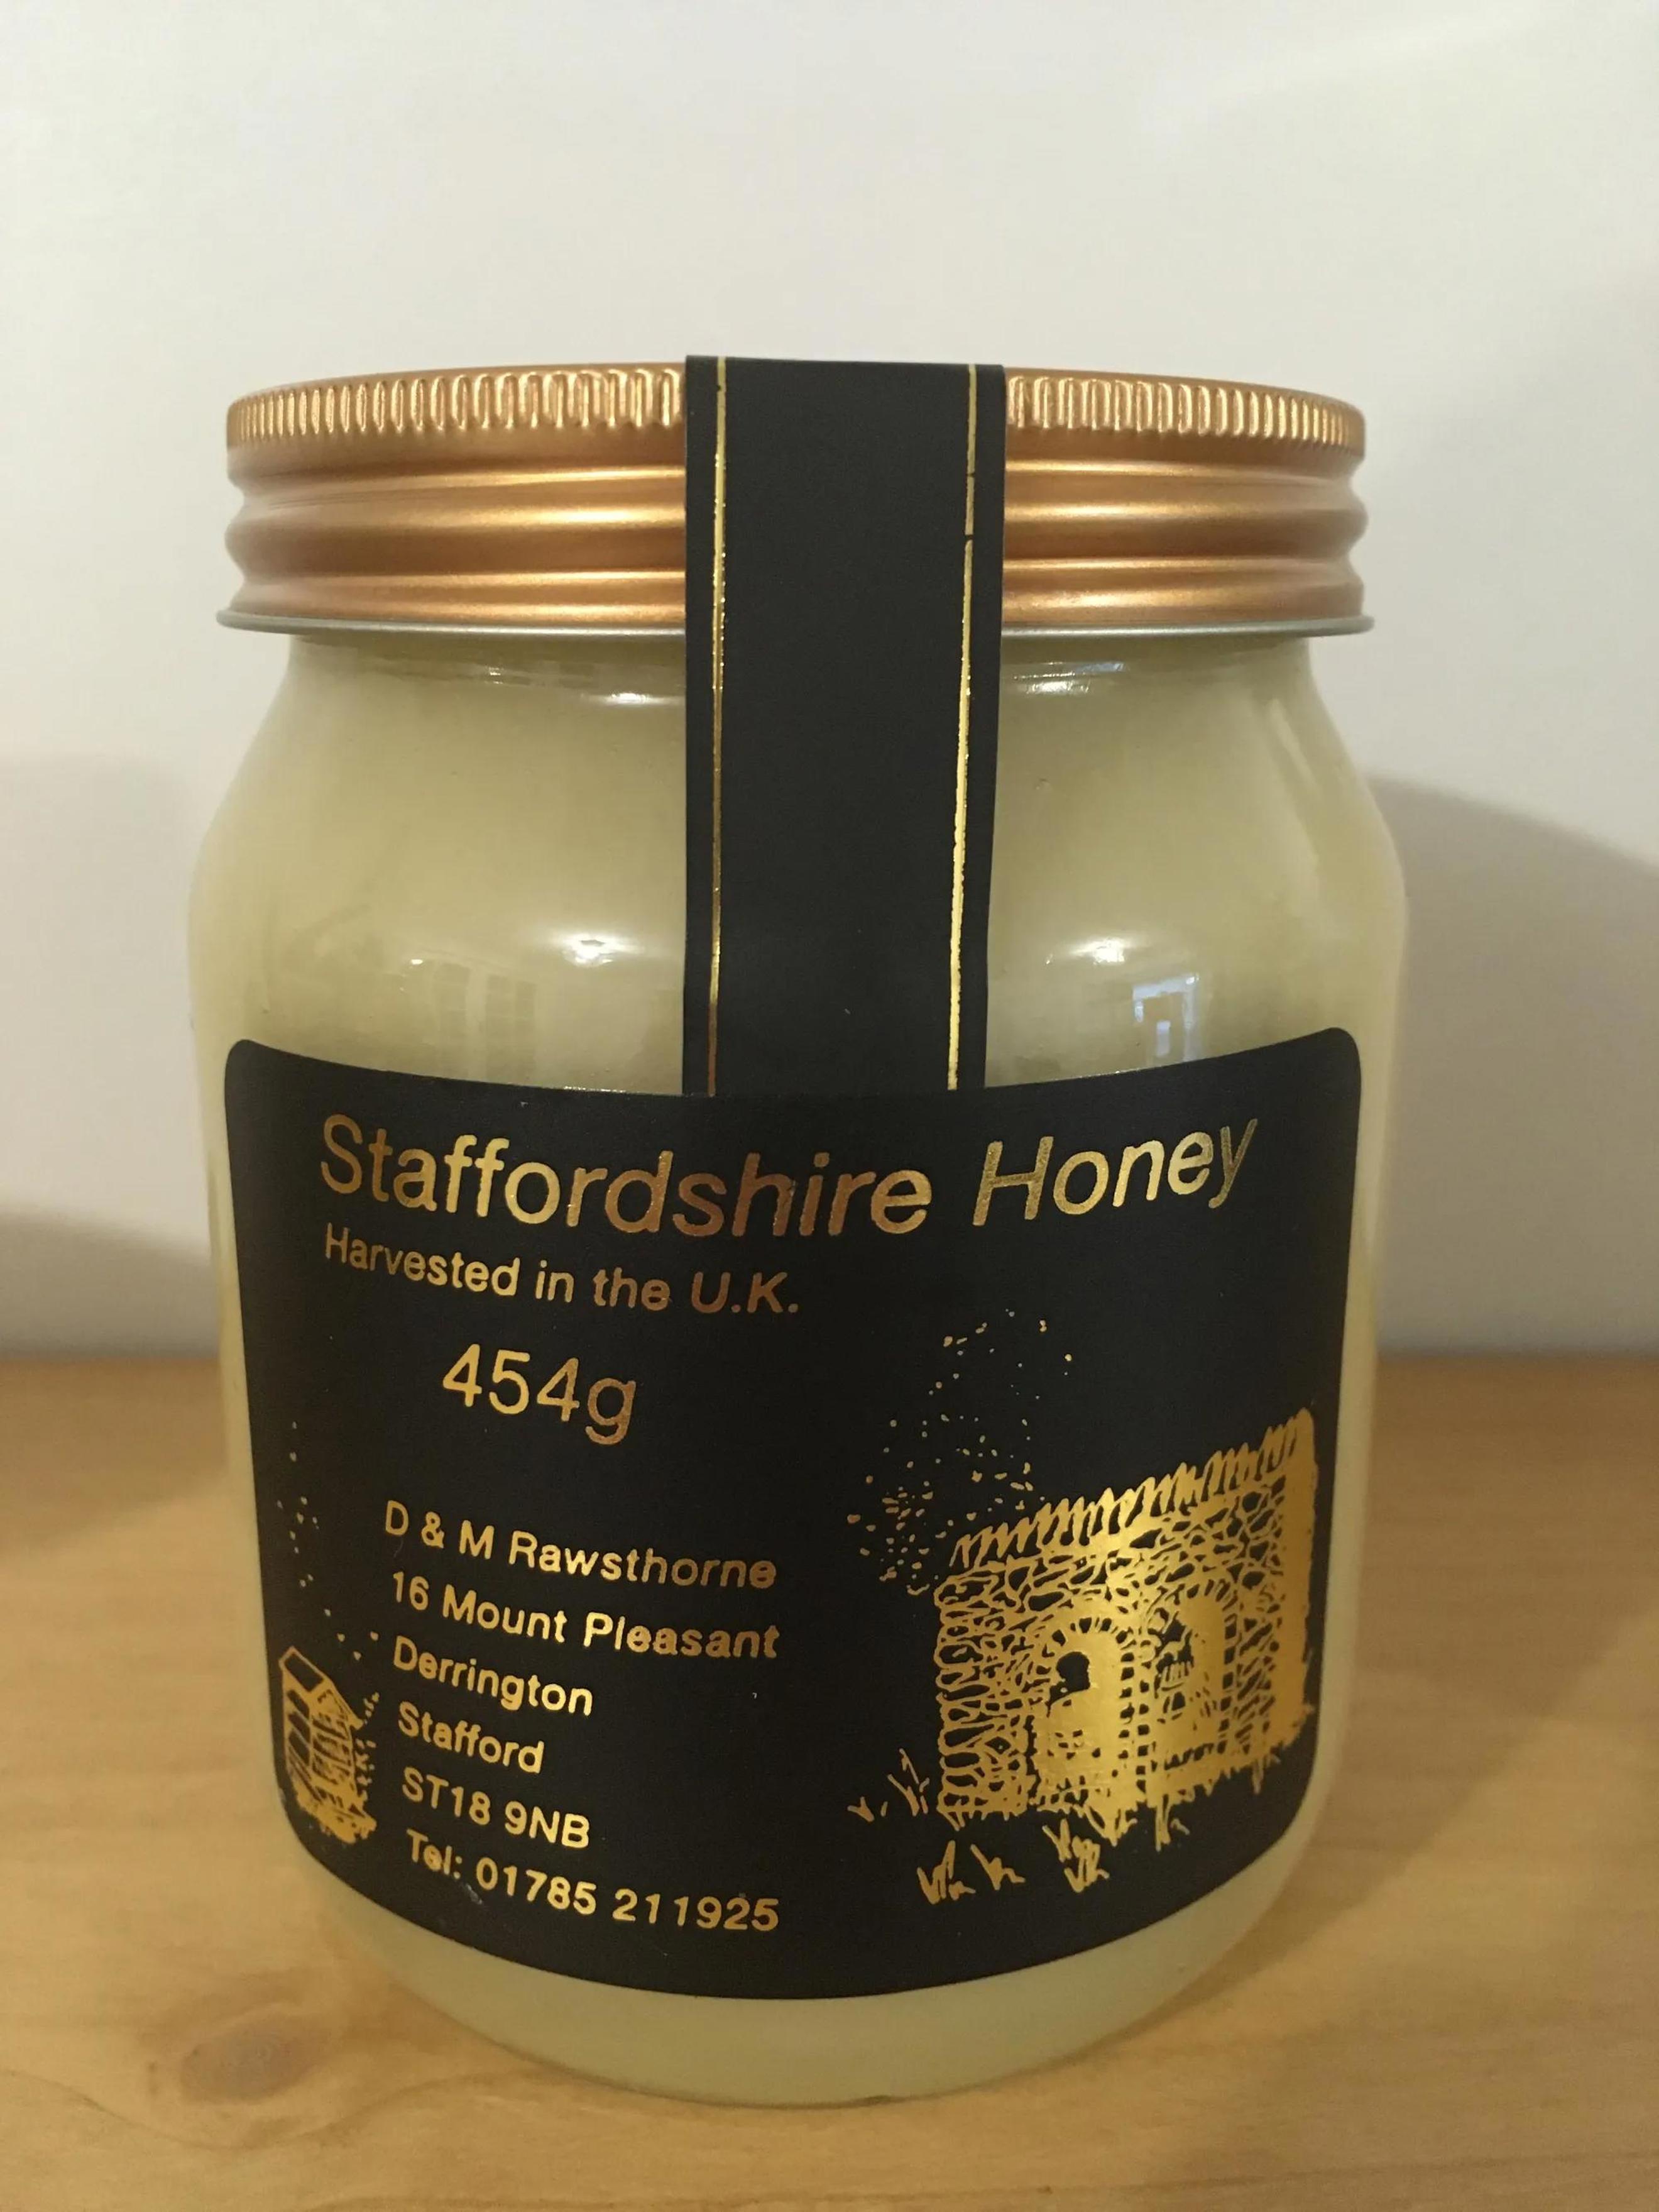 Staffordshire Honey
Harvested in the U.K.
454g
D & M Rawsthorne
16 Mount Pleasant
Derrington
Stafford
ST18 9NB
Tel: 01785 211925